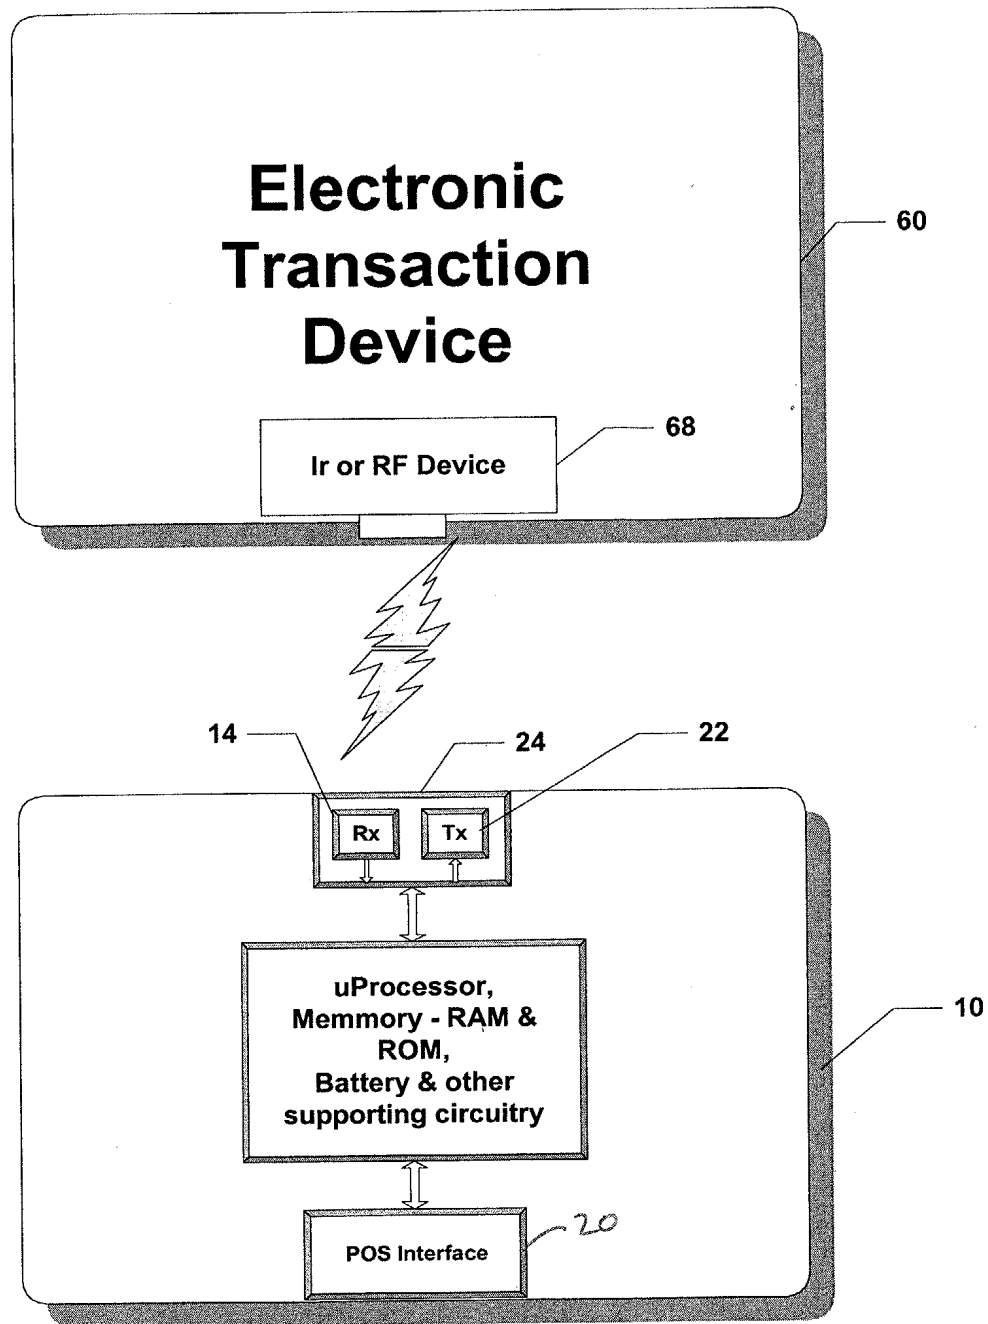 Electronic
Transaction
Device
60
68
Ir or RF Device
14
24
22
Rx
Tx
uProcessor,
Memmory - RAM &
ROM,
Battery & other
supporting circuitry
10
20
POS Interface